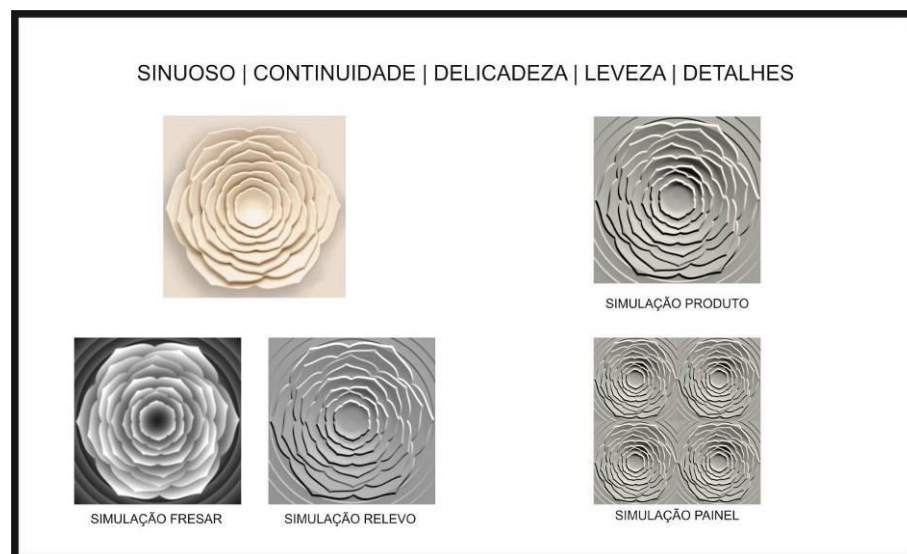 SINUOSO | CONTINUIDADE | DELICADEZA | LEVEZA | DETALHES
SIMULAÇÃO PRODUTO
SIMULAÇÃO FRESAR
SIMULAÇÃO RELEVO
SIMULAÇÃO PAINEL